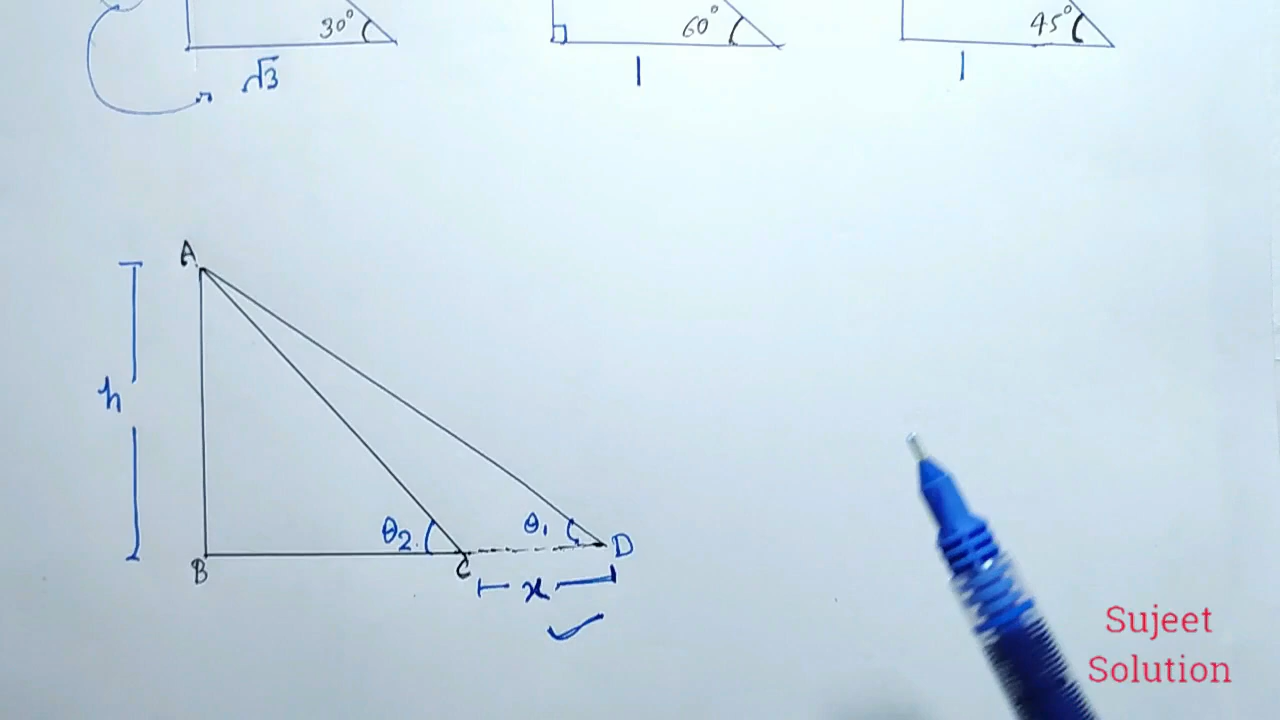 30° 60° 45°
√3 1 1
A
h
θ2 θ1 D
B C
x
Sujeet
Solution